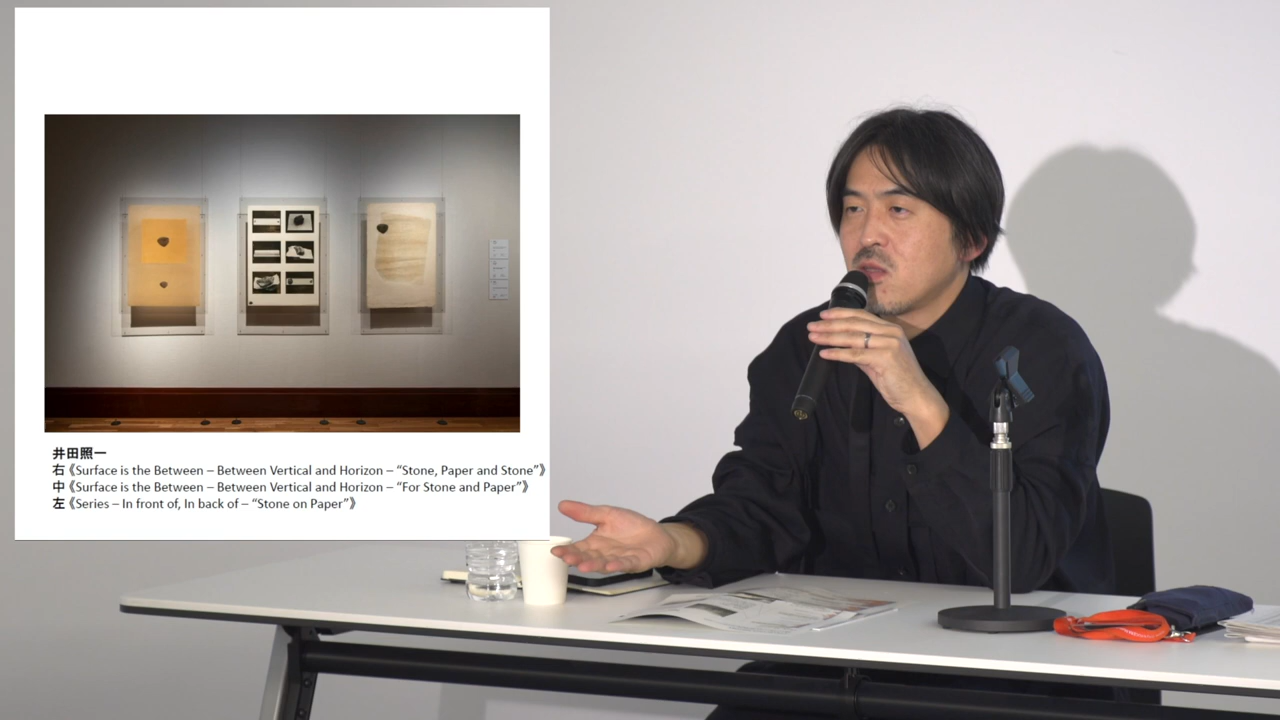 井田照一
右《Surface is the Between – Between Vertical and Horizon – “Stone, Paper and Stone”》
中《Surface is the Between – Between Vertical and Horizon – “For Stone and Paper”》
左《Series – In front of, In back of – “Stone on Paper”》